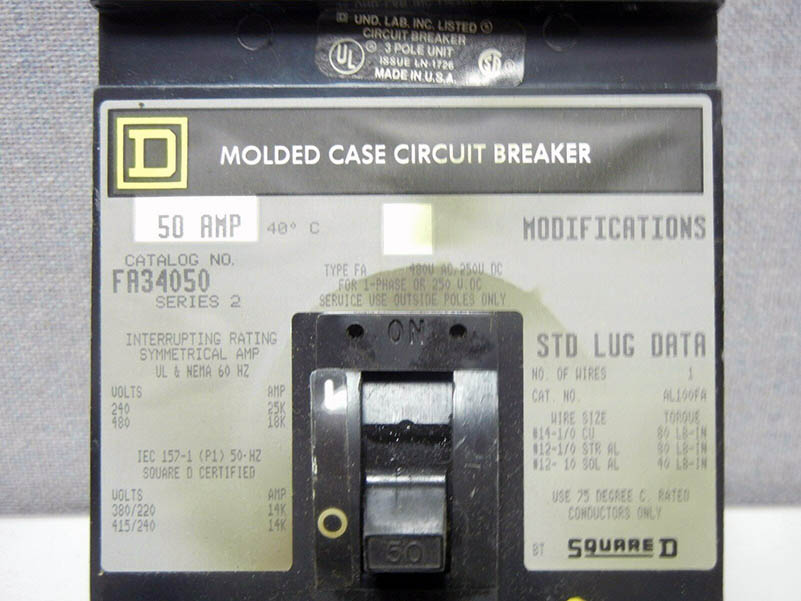 D UND. LAB. INC. LISTED
CIRCUIT BREAKER
UL 3 POLE UNIT SA
ISSUE LN-1726
MADE IN U.S.A.
D MOLDED CASE CIRCUIT BREAKER
50 AMP 40° C
MODIFICATIONS
CATALOG NO.
FA34050
SERIES 2
TYPE FA 480V AC/250V DC
FOR 1-PHASE OR 250 V.DC
SERVICE USE OUTSIDE POLES ONLY
INTERRUPTING RATING
SYMMETRICAL AMP
UL & NEMA 60 HZ
VOLTS AMP
240 25K
480 18K
IEC 157-1 (P1) 50-HZ
SQUARE D CERTIFIED
VOLTS AMP
380/220 14K
415/240 14K
ON
I
O
50
STD LUG DATA
NO. OF WIRES 1
CAT. NO. AL100FA
WIRE SIZE TORQUE
#14-1/0 CU 80 LB-IN
#12-1/0 STR AL 80 LB-IN
#12- 10 SOL AL 40 LB-IN
USE 75 DEGREE C. RATED
CONDUCTORS ONLY
BT SQUARE D